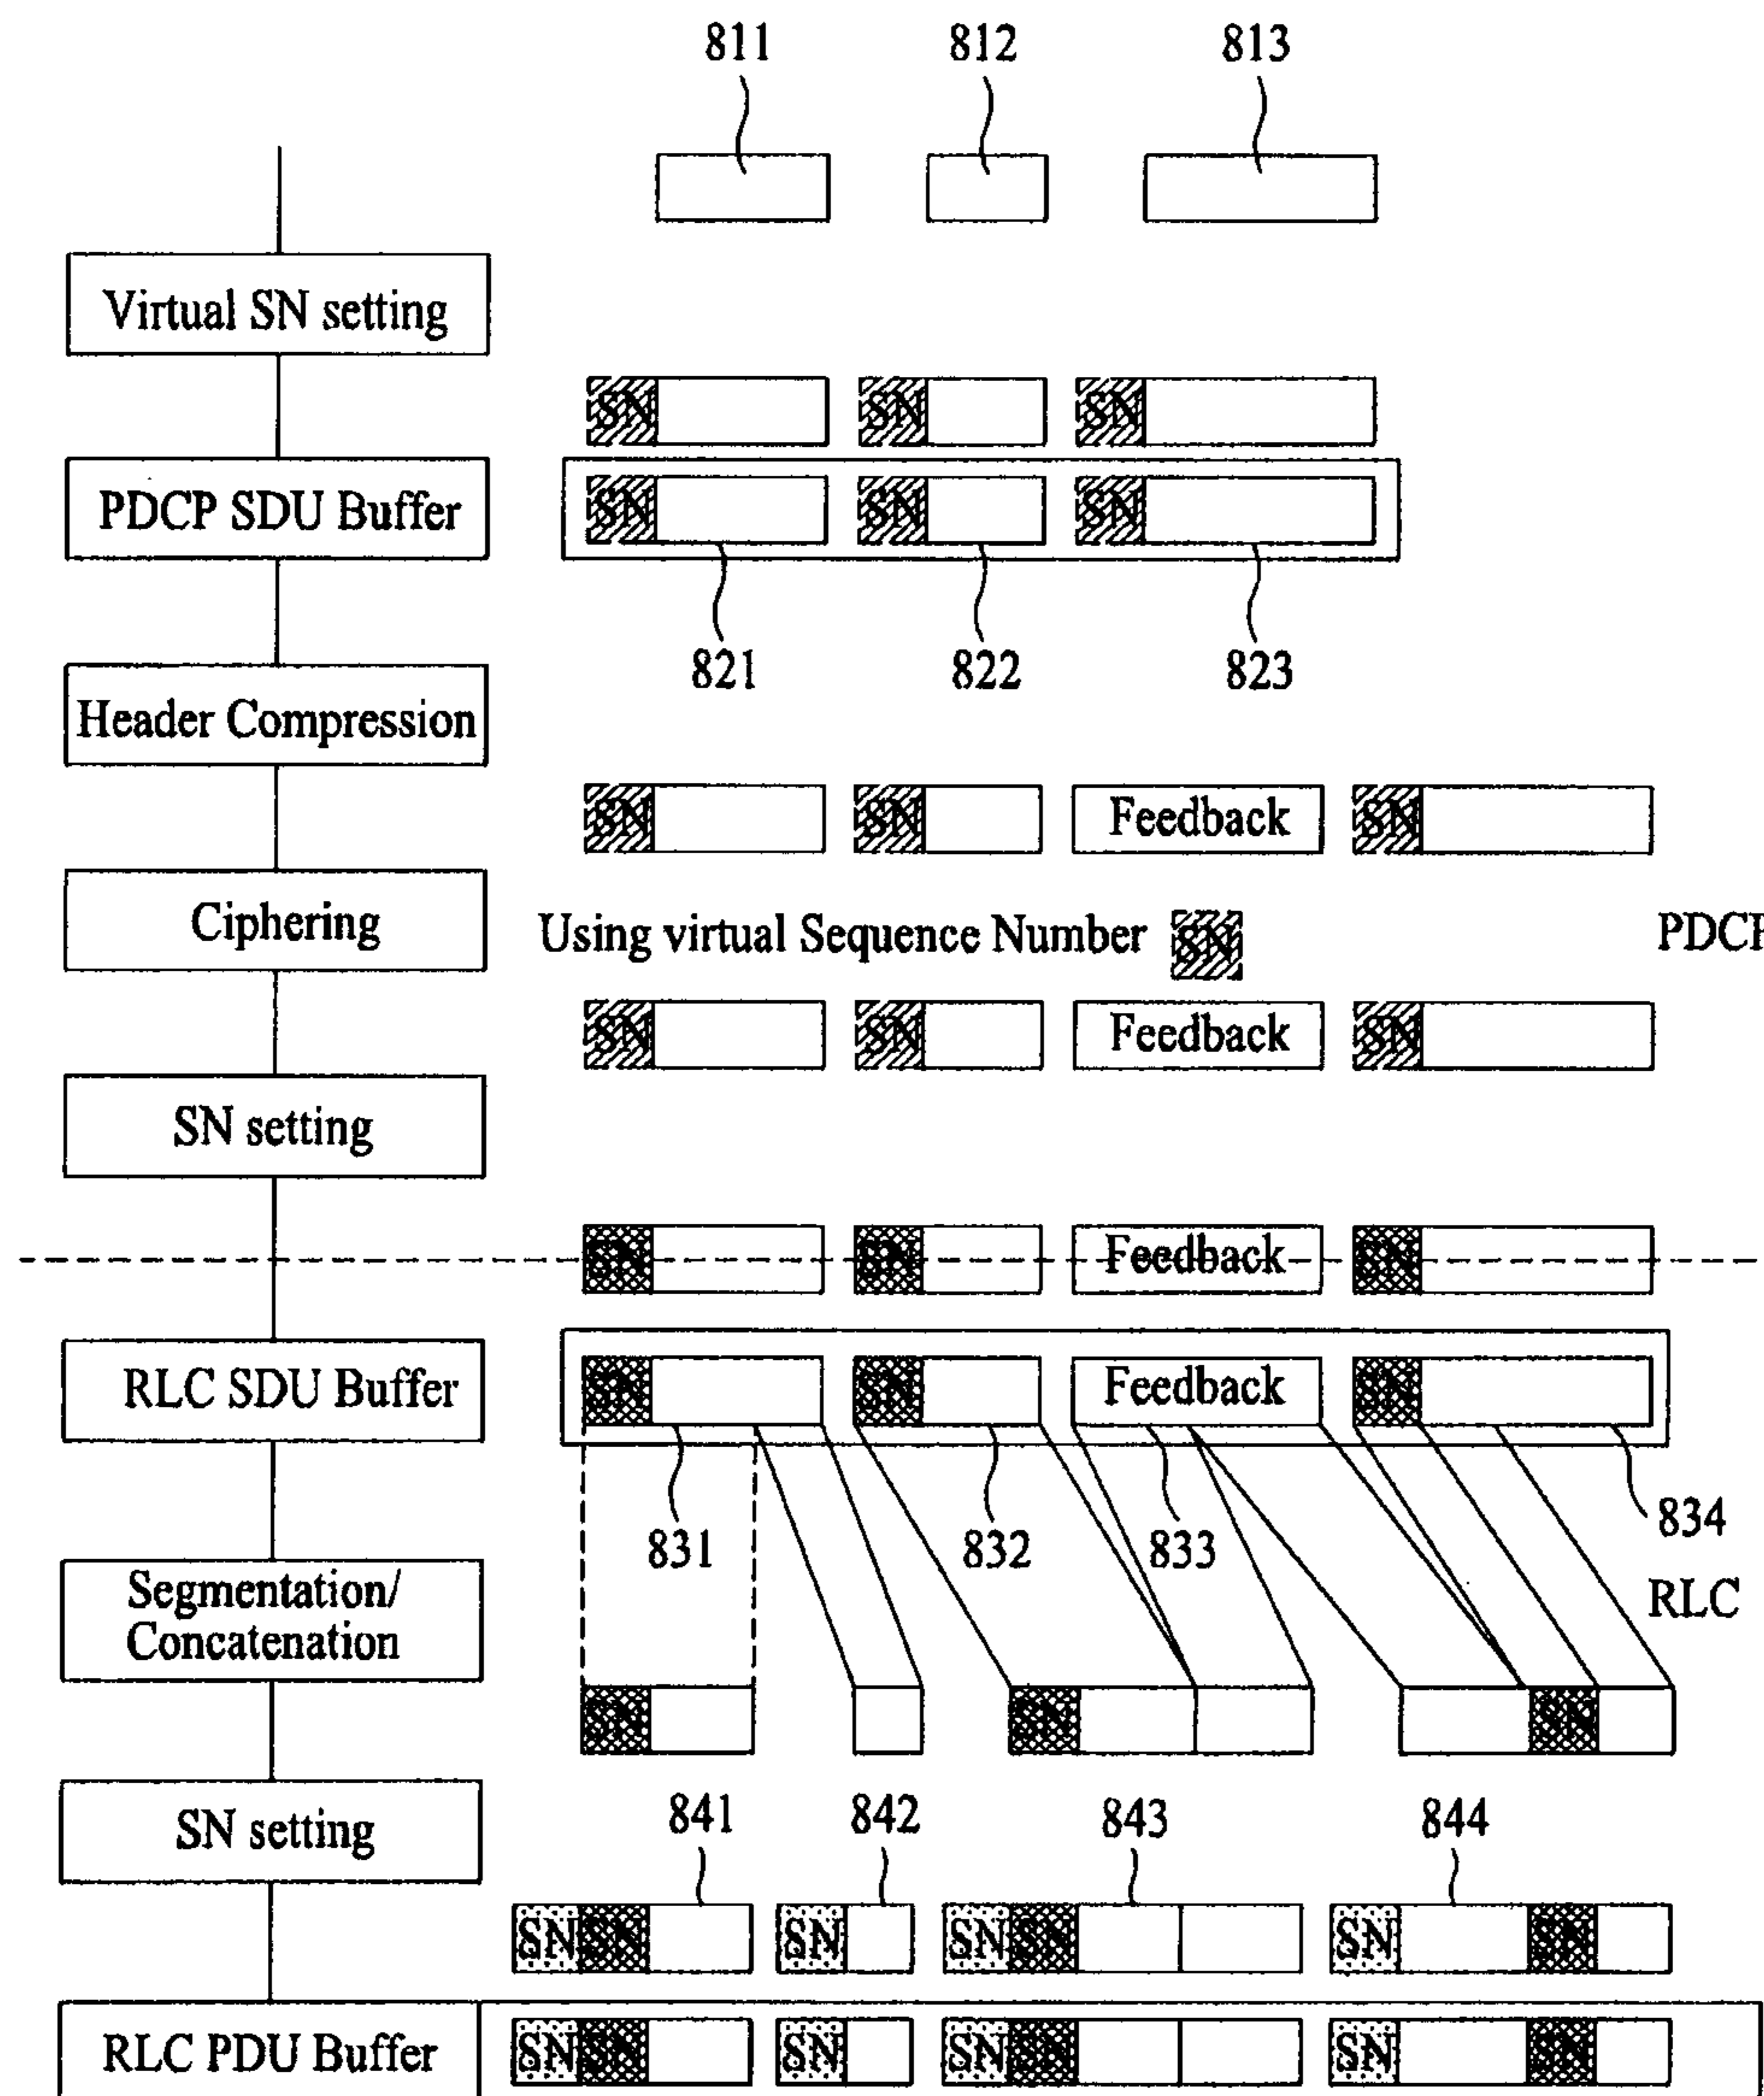 811 812 813
Virtual SN setting
SN SN SN
PDCP SDU Buffer
SN SN SN
821 822 823
Header Compression
SN SN Feedback SN
Ciphering
Using virtual Sequence Number SN
PDCP
SN SN Feedback SN
SN setting
SN SN Feedback SN
RLC SDU Buffer
SN SN Feedback SN
831 832 833 834
Segmentation/
Concatenation
RLC
SN SN SN
SN setting
841 842 843 844
SN SN SN SN SN SN SN
RLC PDU Buffer
SN SN SN SN SN SN SN